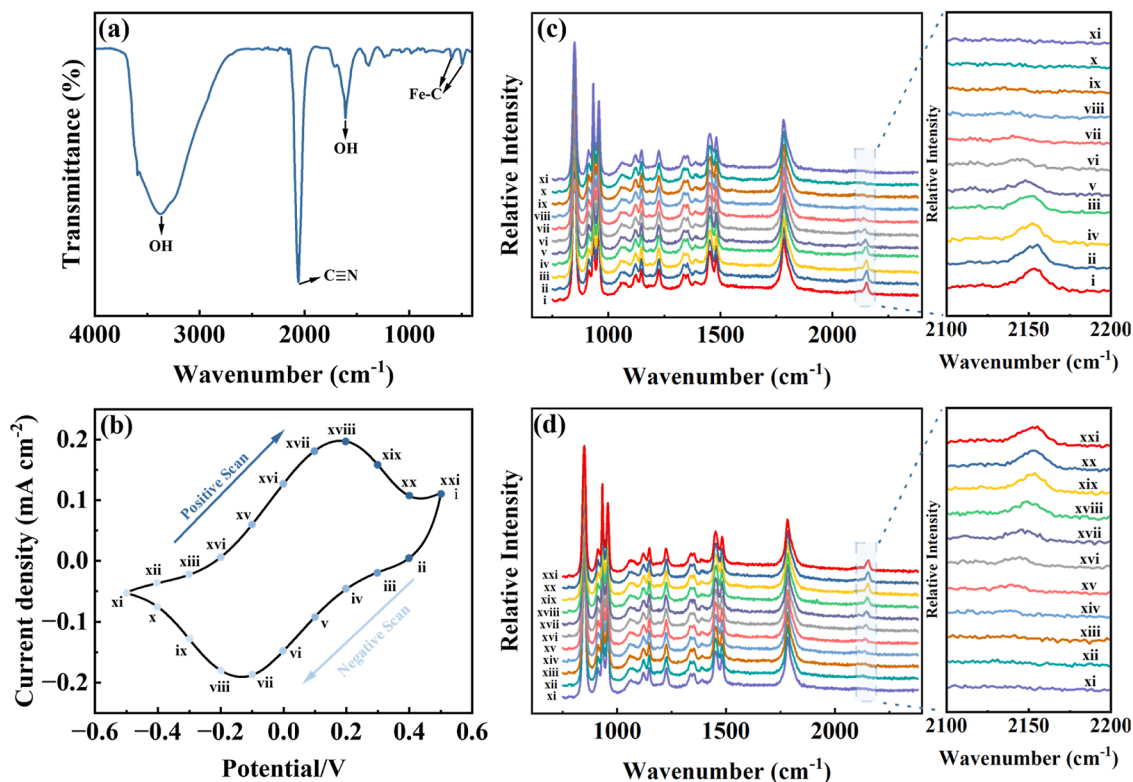 (a)
Transmittance (%)
OH
C≡N
OH
Fe-C
4000 3000 2000 1000
Wavenumber (cm-1)
(c)
Relative Intensity
xi
x
ix
viii
vii
vi
v
iv
iii
ii
i
1000 1500 2000
Wavenumber (cm-1)
Relative Intensity
xi
x
ix
viii
vii
vi
v
iii
iv
ii
i
2100 2150 2200
Wavenumber (cm-1)
(b)
Current density (mA cm-2)
0.2
0.1
0.0
−0.1
−0.2
Positive Scan
Negative Scan
xviii
xvii
xix
xvi
xx
xxi
i
xv
xvi
xiii
xii
ii
iii
xi
x
iv
v
ix
vi
viii
vii
−0.6 −0.4 −0.2 0.0 0.2 0.4 0.6
Potential/V
(d)
Relative Intensity
xxi
xx
xix
xviii
xvii
xvi
xv
xiv
xiii
xii
xi
1000 1500 2000
Wavenumber (cm-1)
Relative Intensity
xxi
xx
xix
xviii
xvii
xvi
xv
xiv
xiii
xii
xi
2100 2150 2200
Wavenumber (cm-1)